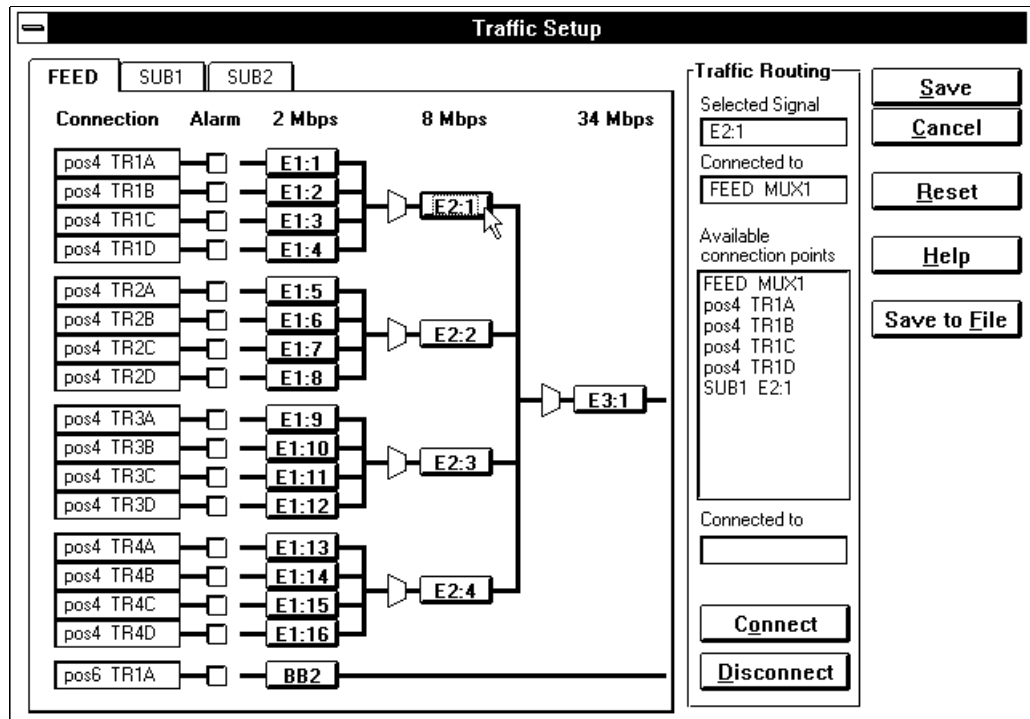 Traffic Setup
FEED SUB1 SUB2
Connection Alarm 2 Mbps 8 Mbps 34 Mbps
pos4 TR1A E1:1
pos4 TR1B E1:2
pos4 TR1C E1:3
pos4 TR1D E1:4
E2:1
pos4 TR2A E1:5
pos4 TR2B E1:6
pos4 TR2C E1:7
pos4 TR2D E1:8
E2:2
pos4 TR3A E1:9
pos4 TR3B E1:10
pos4 TR3C E1:11
pos4 TR3D E1:12
E2:3
pos4 TR4A E1:13
pos4 TR4B E1:14
pos4 TR4C E1:15
pos4 TR4D E1:16
E2:4
E3:1
pos6 TR1A BB2
Traffic Routing
Selected Signal
E2:1
Connected to
FEED MUX1
Available
connection points
FEED MUX1
pos4 TR1A
pos4 TR1B
pos4 TR1C
pos4 TR1D
SUB1 E2:1
Connected to
Connect
Disconnect
Save
Cancel
Reset
Help
Save to File